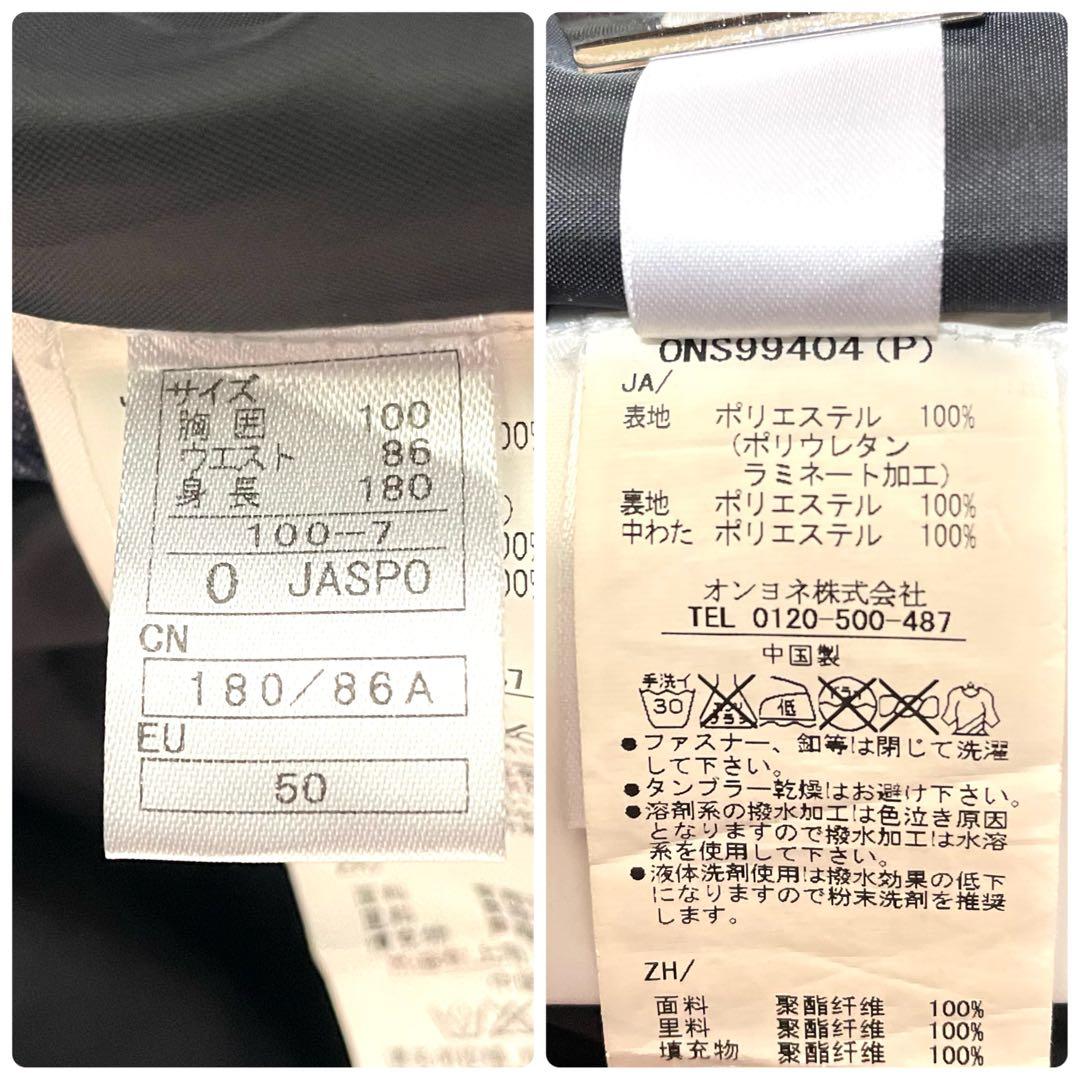 サイズ
胸囲 100
ウエスト 86
身長 180
100-7
O JASPO
CN
180/86A
EU
50
ONS99404(P)
JA/
表地 ポリエステル 100%
(ポリウレタン
ラミネート加工)
裏地 ポリエステル 100%
中わた ポリエステル 100%
オンヨネ株式会社
TEL 0120-500-487
中国製
手洗イ
30
低
●ファスナー、釦等は閉じて洗濯
して下さい。
●タンブラー乾燥はお避け下さい。
●溶剤系の撥水加工は色泣き原因
となりますので撥水加工は水溶
系を使用して下さい。
●液体洗剤使用は撥水効果の低下
になりますので粉末洗剤を推奨
します。
ZH/
面料 聚酯纤维 100%
里料 聚酯纤维 100%
填充物 聚酯纤维 100%